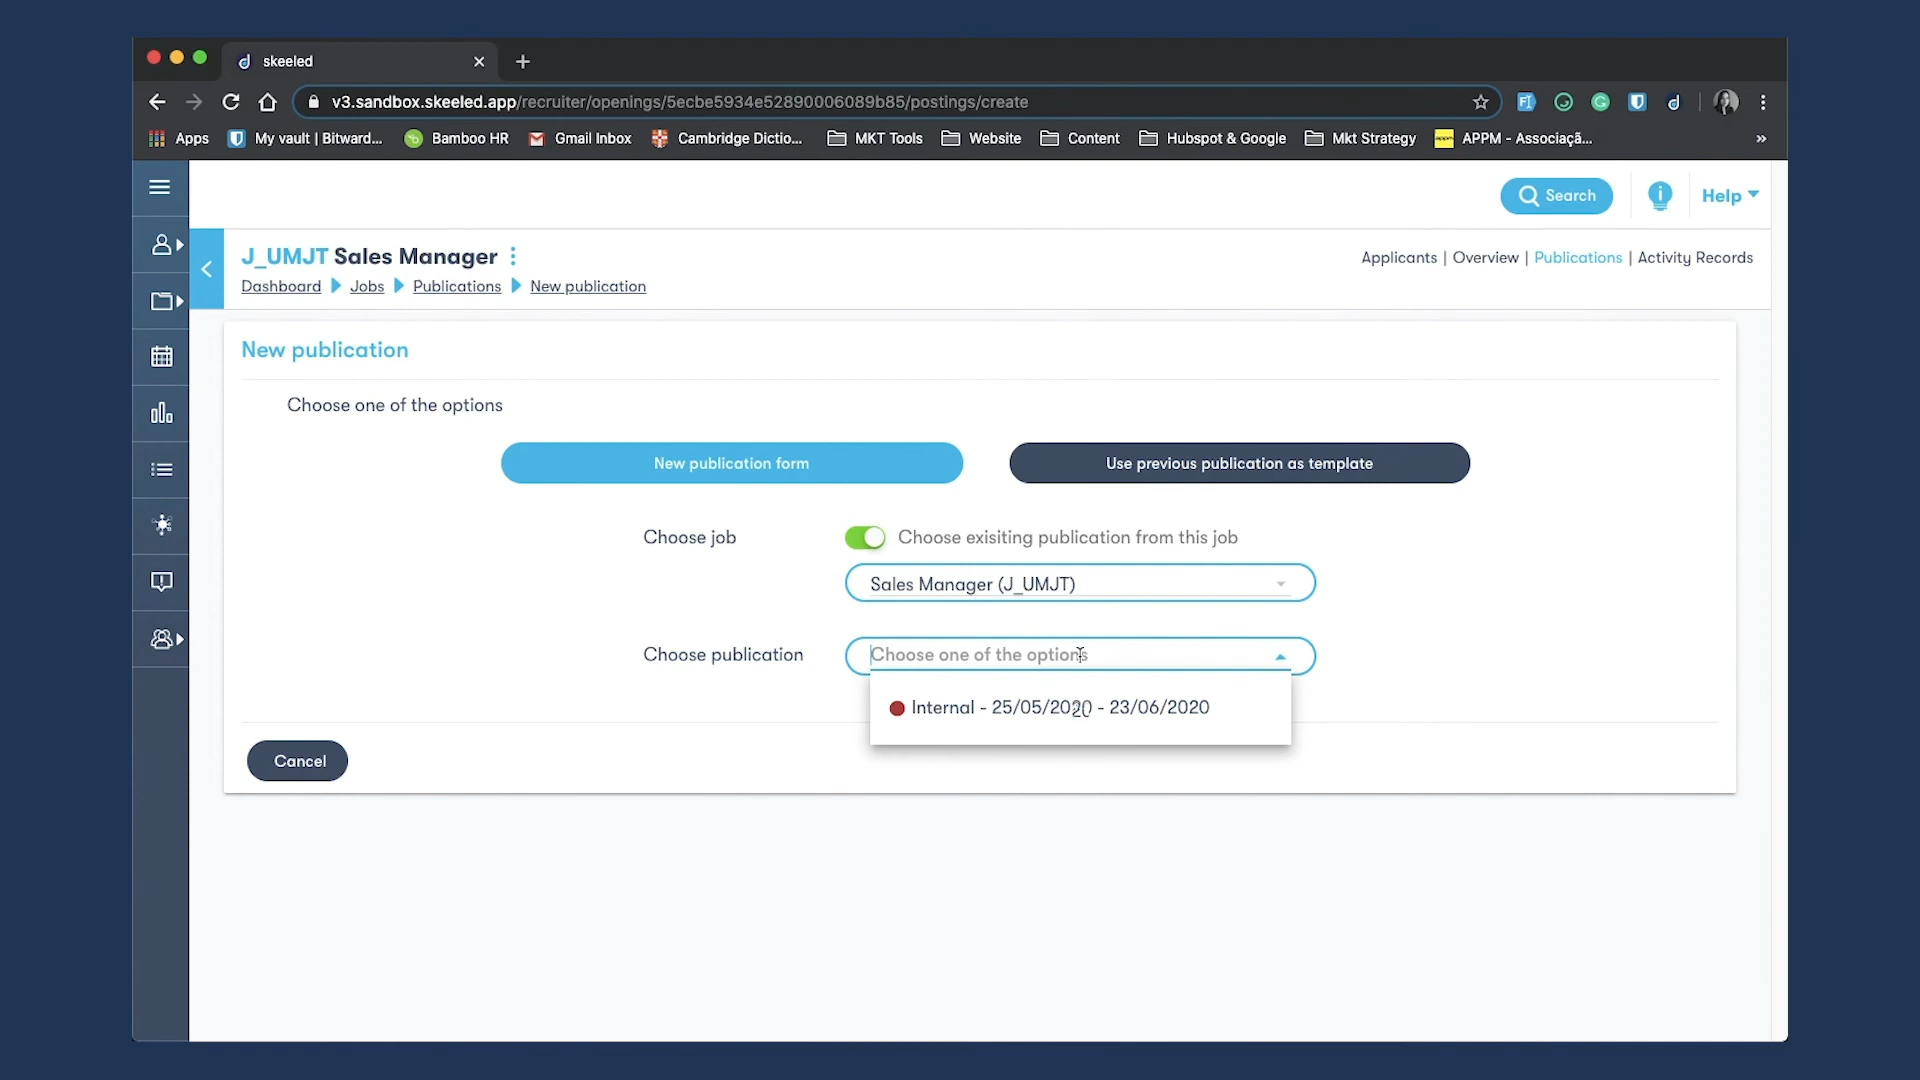 skeeled
v3.sandbox.skeeled.app/recruiter/openings/5ecbe5934e52890006089b85/postings/create
Apps My vault | Bitward... Bamboo HR Gmail Inbox Cambridge Dictio... MKT Tools Website Content Hubspot & Google Mkt Strategy APPM - Associaçã... »
Search Help
J_UMJT Sales Manager
Applicants | Overview | Publications | Activity Records
Dashboard Jobs Publications New publication
New publication
Choose one of the options
New publication form Use previous publication as template
Choose job Choose exisiting publication from this job
Sales Manager (J_UMJT)
Choose publication Choose one of the options
Internal - 25/05/2020 - 23/06/2020
Cancel